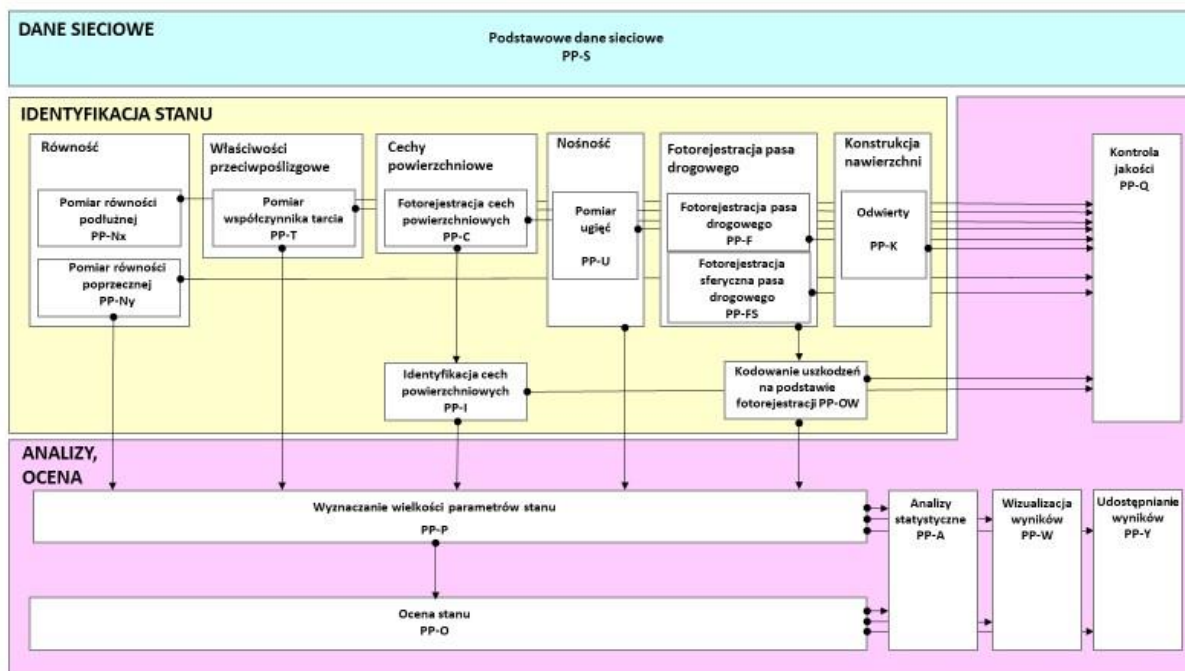 DANE SIECIOWE
Podstawowe dane sieciowe
PP-S
IDENTYFIKACJA STANU
Równość
Pomiar równości
podłużnej
PP-Nx
Pomiar równości
poprzecznej
PP-Ny
Właściwości
przeciwpoślizgowe
Pomiar
współczynnika tarcia
PP-T
Cechy
powierzchniowe
Fotorejestracja cech
powierzchniowych
PP-C
Nośność
Pomiar
ugięć
PP-U
Fotorejestracja pasa
drogowego
Fotorejestracja pasa
drogowego
PP-F
Fotorejestracja
sferyczna pasa
drogowego
PP-FS
Konstrukcja
nawierzchni
Odwierty
PP-K
Kontrola
jakości
PP-Q
Identyfikacja cech
powierzchniowych
PP-I
Kodowanie uszkodzeń
na podstawie
fotorejestracji PP-OW
ANALIZY,
OCENA
Wyznaczanie wielkości parametrów stanu
PP-P
Analizy
statystyczne
PP-A
Wizualizacja
wyników
PP-W
Udostępnianie
wyników
PP-Y
Ocena stanu
PP-O